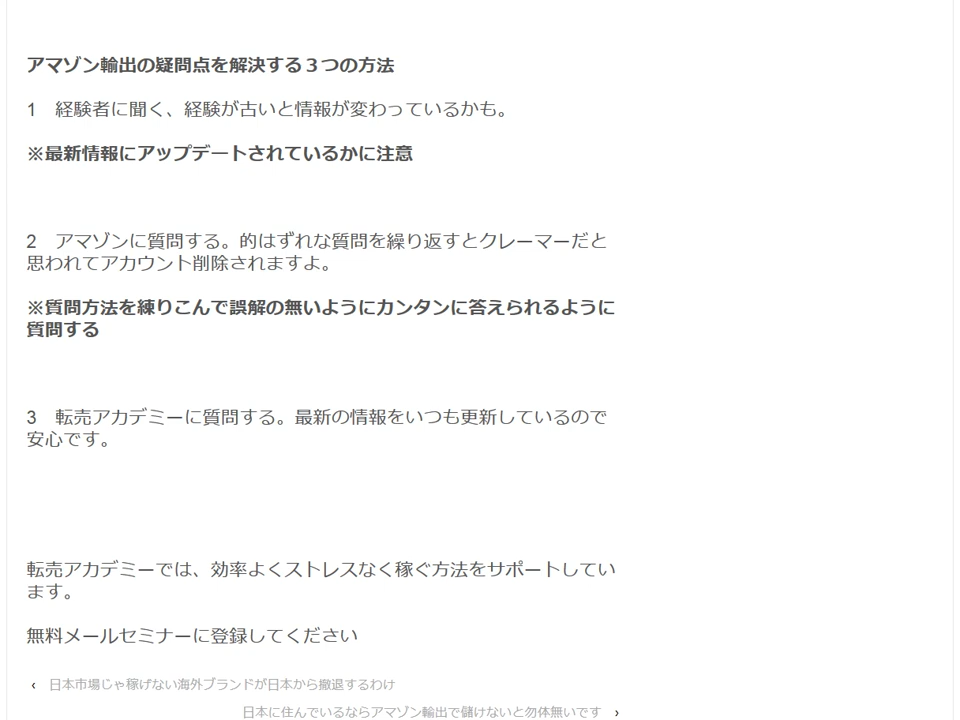 アマゾン輸出の疑問点を解決する３つの方法
1　経験者に聞く、経験が古いと情報が変わっているかも。
※最新情報にアップデートされているかに注意
2　アマゾンに質問する。的はずれな質問を繰り返すとクレーマーだと
思われてアカウント削除されますよ。
※質問方法を練りこんで誤解の無いようにカンタンに答えられるように
質問する
3　転売アカデミーに質問する。最新の情報をいつも更新しているので
安心です。
転売アカデミーでは、効率よくストレスなく稼ぐ方法をサポートしてい
ます。
無料メールセミナーに登録してください
‹ 日本市場じゃ稼げない海外ブランドが日本から撤退するわけ
日本に住んでいるならアマゾン輸出で儲けないと勿体無いです ›